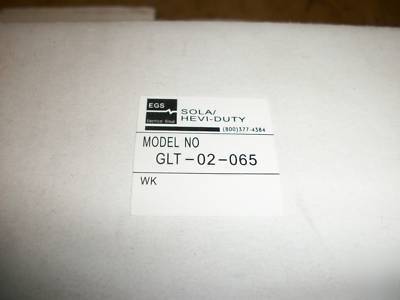 EGS
Electrical Group
SOLA/
HEVI-DUTY
(800)377-4384
MODEL NO
GLT-02-065
WK